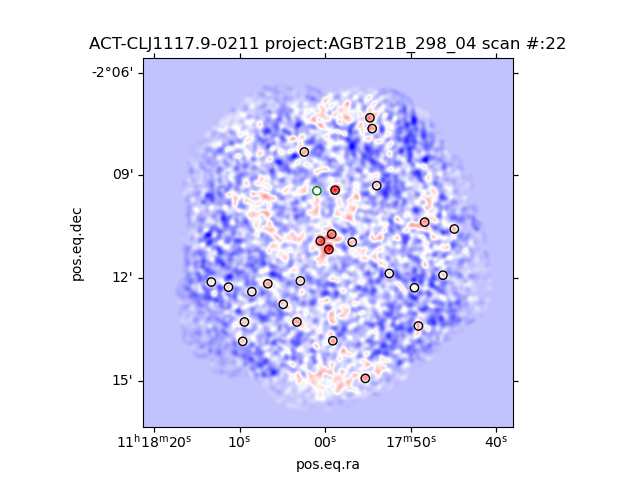 ACT-CLJ1117.9-0211 project:AGBT21B_298_04 scan #:22
-2°06'
09'
12'
15'
pos.eq.dec
11ʰ18ᵐ20ˢ 10ˢ 00ˢ 17ᵐ50ˢ 40ˢ
pos.eq.ra